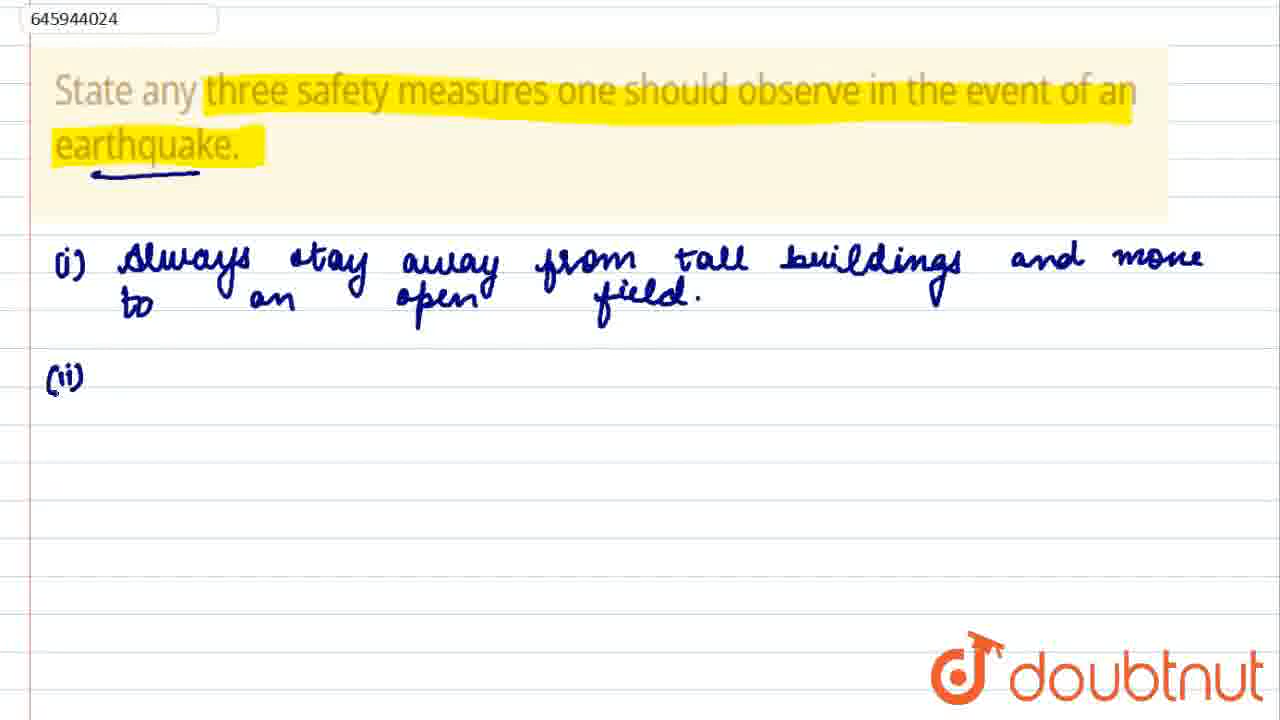 645944024
State any three safety measures one should observe in the event of an
earthquake.
(i) Always stay away from tall buildings and move
to an open field.
(ii)
doubtnut